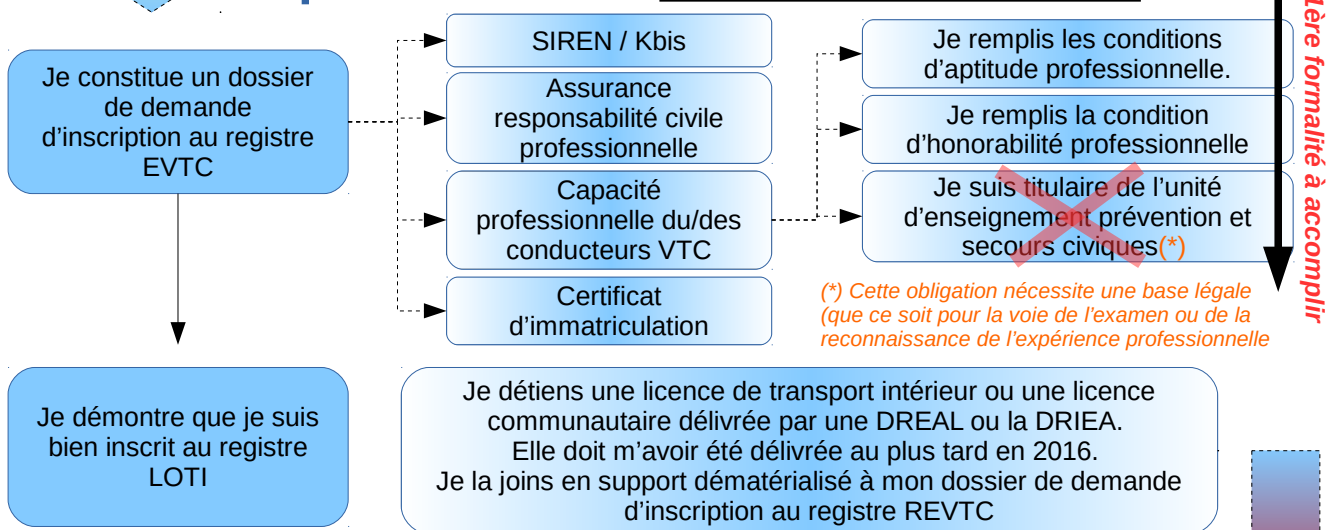 Je constitue un dossier
de demande
d'inscription au registre
EVTC
SIREN / Kbis
Assurance
responsabilité civile
professionnelle
Capacité
professionnelle du/des
conducteurs VTC
Certificat
d'immatriculation
Je remplis les conditions
d'aptitude professionnelle.
Je remplis la condition
d'honorabilité professionnelle
Je suis titulaire de l'unité
d'enseignement prévention et
secours civiques(*)
(*) Cette obligation nécessite une base légale
(que ce soit pour la voie de l'examen ou de la
reconnaissance de l'expérience professionnelle
1ère formalité à accomplir
Je démontre que je suis
bien inscrit au registre
LOTI
Je détiens une licence de transport intérieur ou une licence
communautaire délivrée par une DREAL ou la DRIEA.
Elle doit m'avoir été délivrée au plus tard en 2016.
Je la joins en support dématérialisé à mon dossier de demande
d'inscription au registre REVTC